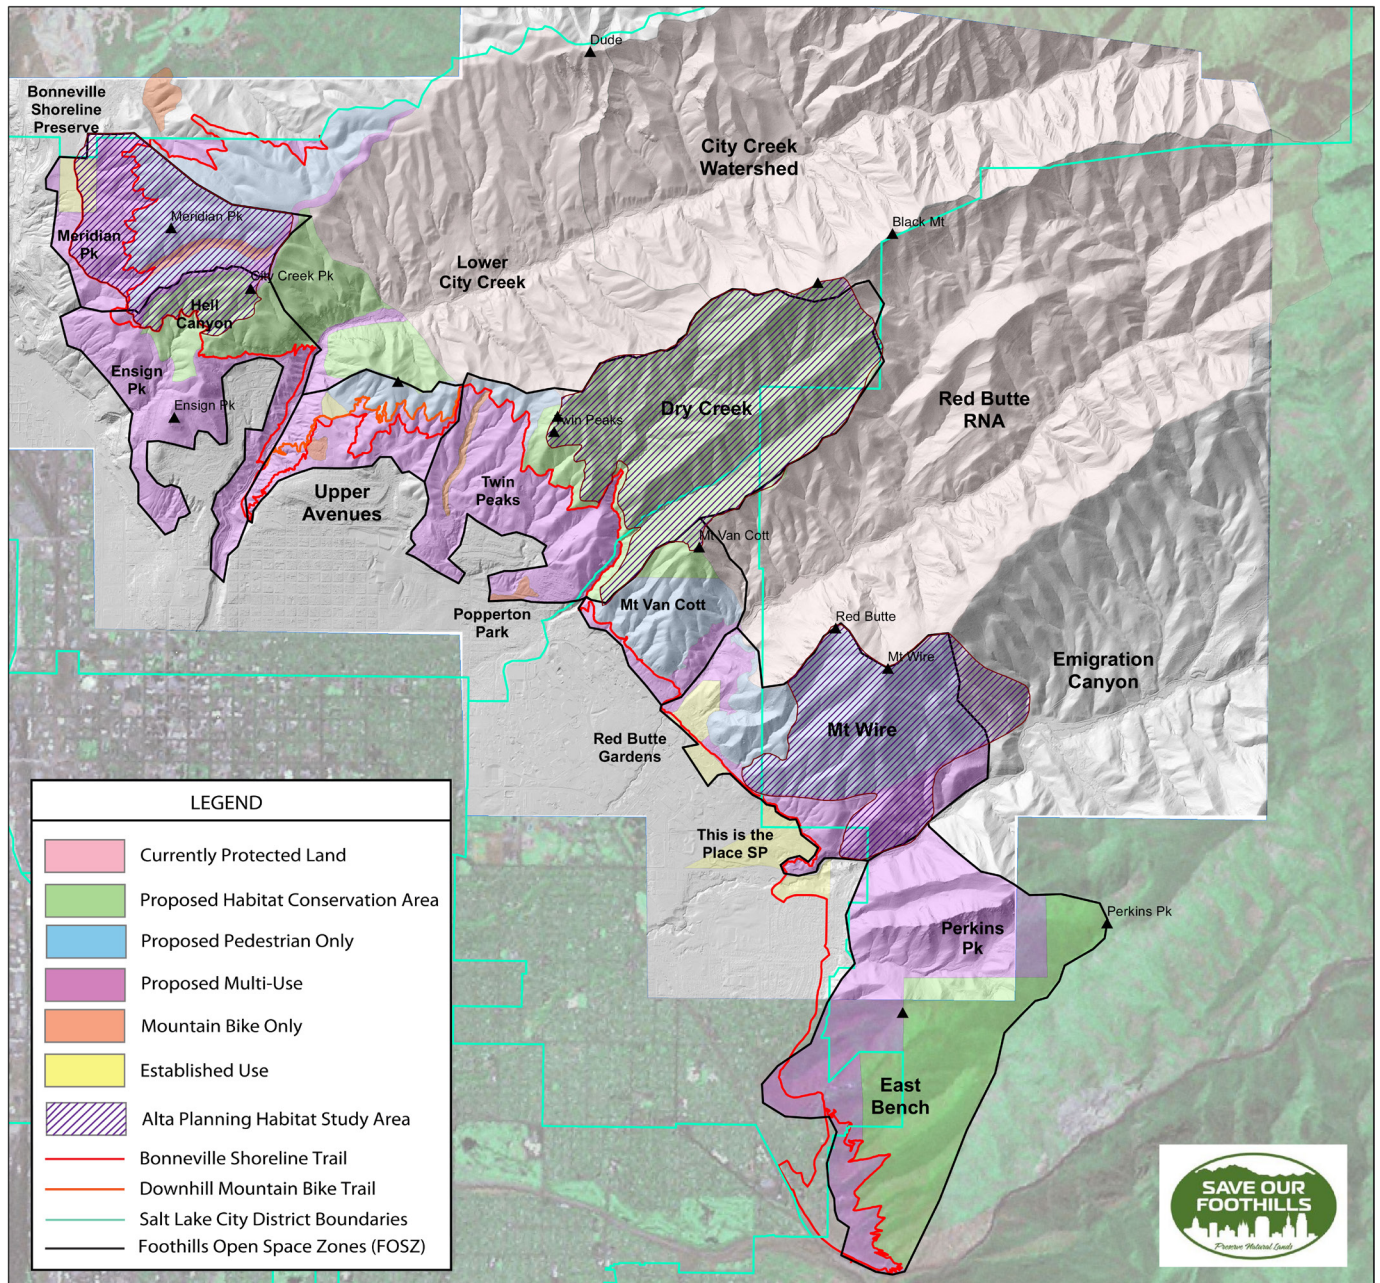 Dude
Bonneville
Shoreline
Preserve
City Creek
Watershed
Meridian Pk
Black Mt
Meridian
Pk
Lower
City Creek
City Creek Pk
Hell
Canyon
Ensign
Pk
Ensign Pk
Dry Creek
Twin Peaks
Red Butte
RNA
Upper
Avenues
Twin
Peaks
Mt Van Cott
Popperton
Park
Mt Van Cott
Red Butte
Mt Wire
Emigration
Canyon
Red Butte
Gardens
Mt Wire
This is the
Place SP
Perkins Pk
Perkins
Pk
East
Bench
LEGEND
Currently Protected Land
Proposed Habitat Conservation Area
Proposed Pedestrian Only
Proposed Multi-Use
Mountain Bike Only
Established Use
Alta Planning Habitat Study Area
Bonneville Shoreline Trail
Downhill Mountain Bike Trail
Salt Lake City District Boundaries
Foothills Open Space Zones (FOSZ)
SAVE OUR
FOOTHILLS
Preserve Natural Lands